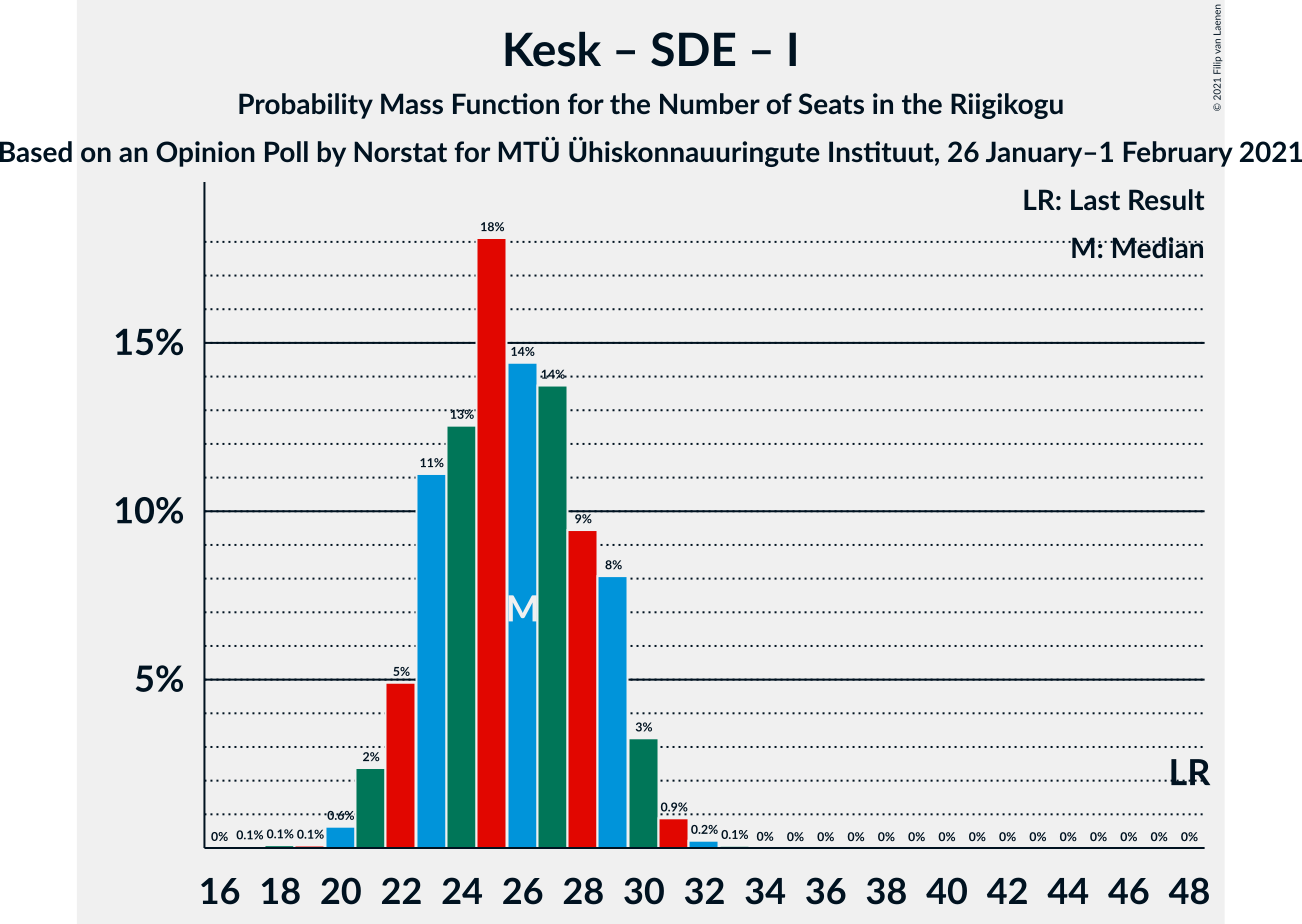 Kesk – SDE – I
Probability Mass Function for the Number of Seats in the Riigikogu
Based on an Opinion Poll by Norstat for MTÜ Ühiskonnauuringute Instituut, 26 January–1 February 2021
© 2021 Filip van Laenen
LR: Last Result
M: Median
15%
10%
5%
0% 0.1% 0.1% 0.1% 0.6% 2% 5% 11% 13% 18% 14% 14% 9% 8% 3% 0.9% 0.2% 0.1% 0% 0% 0% 0% 0% 0% 0% 0% 0% 0% 0% 0% 0% 0% 0%
M
LR
16 18 20 22 24 26 28 30 32 34 36 38 40 42 44 46 48